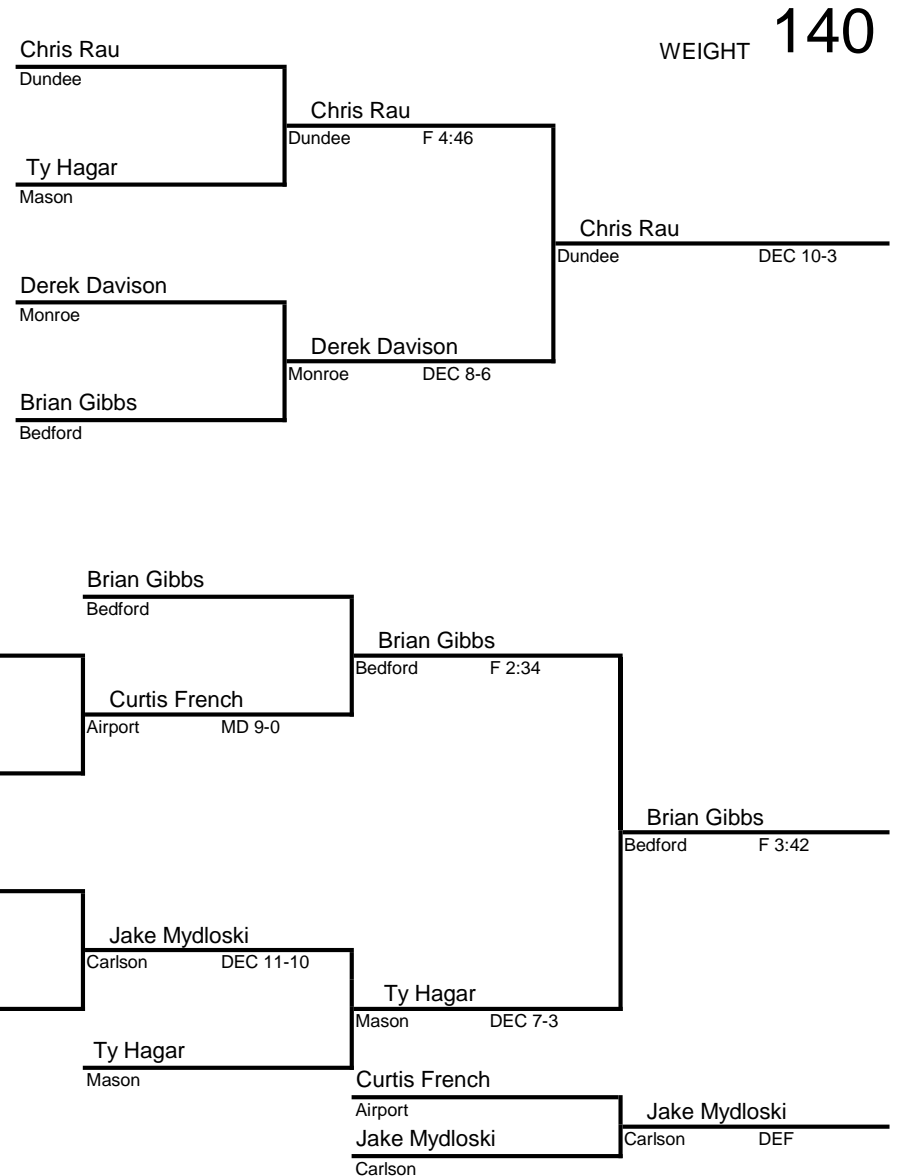 WEIGHT 140
Chris Rau
Dundee
Chris Rau
Dundee F 4:46
Ty Hagar
Mason
Chris Rau
Dundee DEC 10-3
Derek Davison
Monroe
Derek Davison
Monroe DEC 8-6
Brian Gibbs
Bedford
Brian Gibbs
Bedford
Brian Gibbs
Bedford F 2:34
Curtis French
Airport MD 9-0
Brian Gibbs
Bedford F 3:42
Jake Mydloski
Carlson DEC 11-10
Ty Hagar
Mason DEC 7-3
Ty Hagar
Mason
Curtis French
Airport
Jake Mydloski
Carlson DEF
Jake Mydloski
Carlson